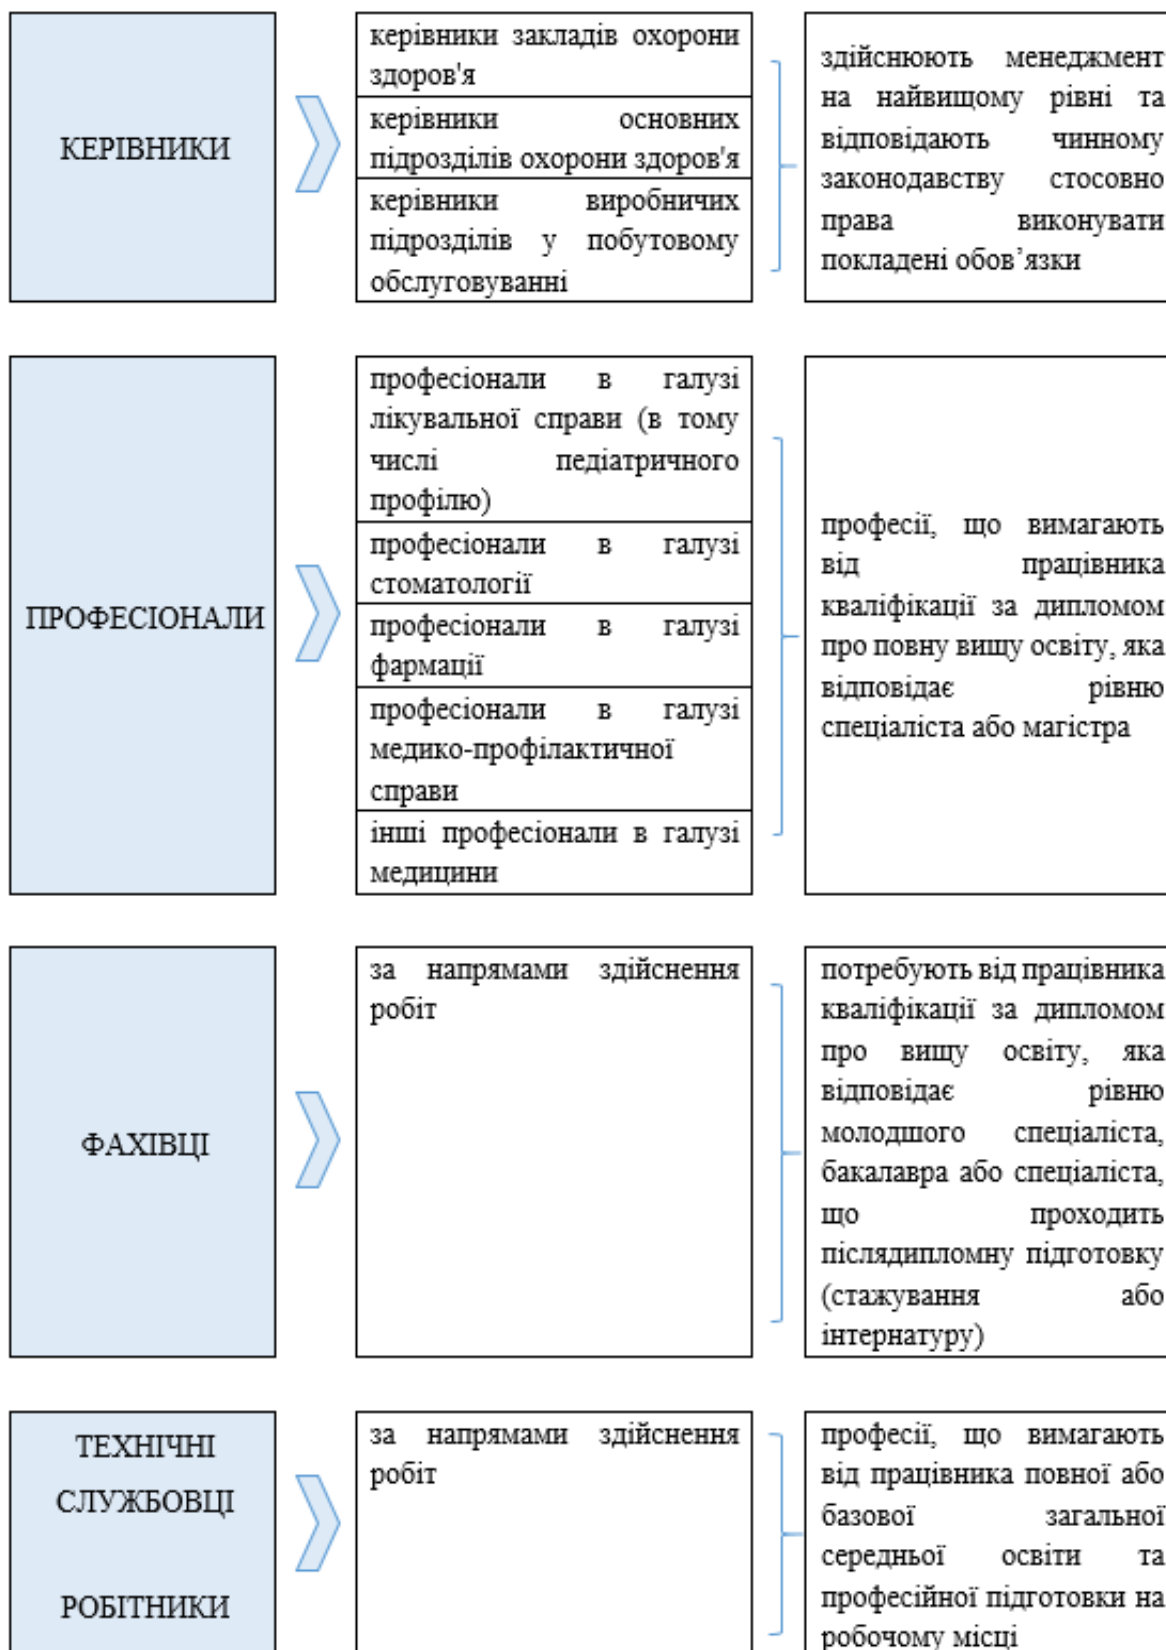 КЕРІВНИКИ
керівники закладів охорони
здоров'я
керівники основних
підрозділів охорони здоров'я
керівники виробничих
підрозділів у побутовому
обслуговуванні
здійснюють менеджмент
на найвищому рівні та
відповідають чинному
законодавству стосовно
права виконувати
покладені обов’язки
ПРОФЕСІОНАЛИ
професіонали в галузі
лікувальної справи (в тому
числі педіатричного
профілю)
професіонали в галузі
стоматології
професіонали в галузі
фармації
професіонали в галузі
медико-профілактичної
справи
інші професіонали в галузі
медицини
професії, що вимагають
від працівника
кваліфікації за дипломом
про повну вищу освіту, яка
відповідає рівню
спеціаліста або магістра
ФАХІВЦІ
за напрямами здійснення
робіт
потребують від працівника
кваліфікації за дипломом
про вищу освіту, яка
відповідає рівню
молодшого спеціаліста,
бакалавра або спеціаліста,
що проходить
післядипломну підготовку
(стажування або
інтернатуру)
ТЕХНІЧНІ
СЛУЖБОВЦІ
РОБІТНИКИ
за напрямами здійснення
робіт
професії, що вимагають
від працівника повної або
базової загальної
середньої освіти та
професійної підготовки на
робочому місці